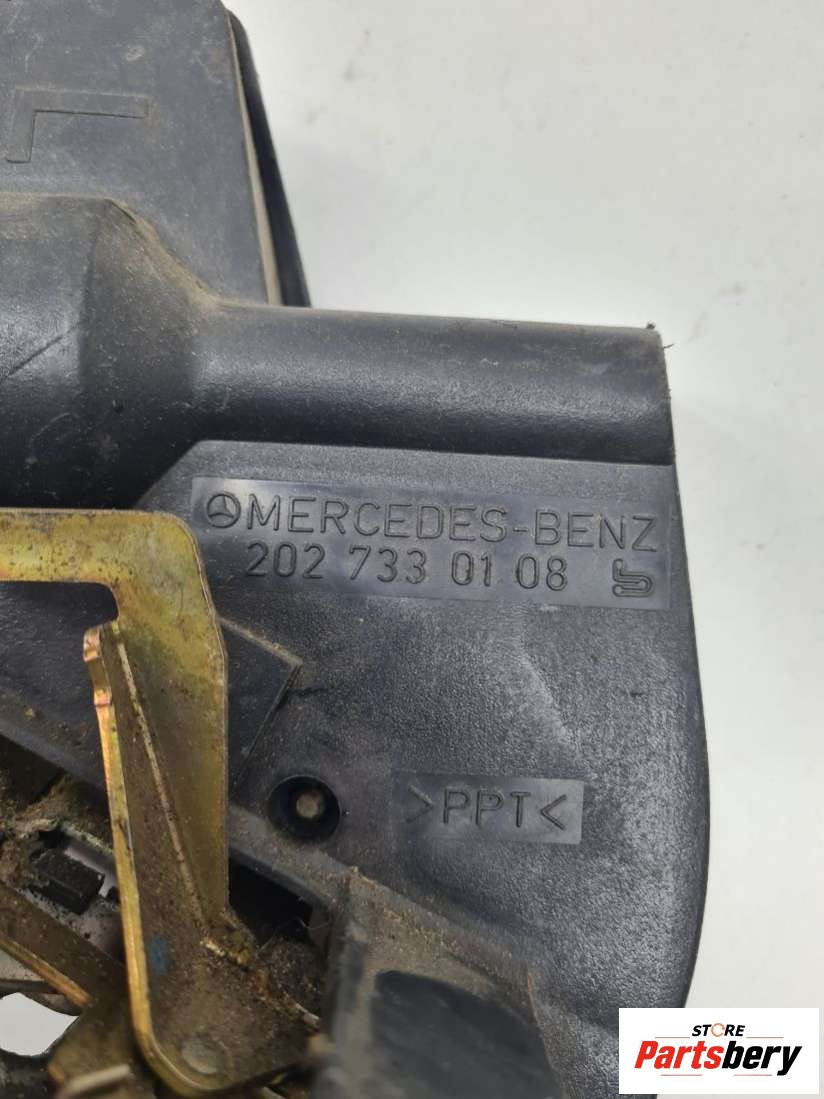 MERCEDES-BENZ
202 733 01 08
>PPT<
STORE
Partsbery